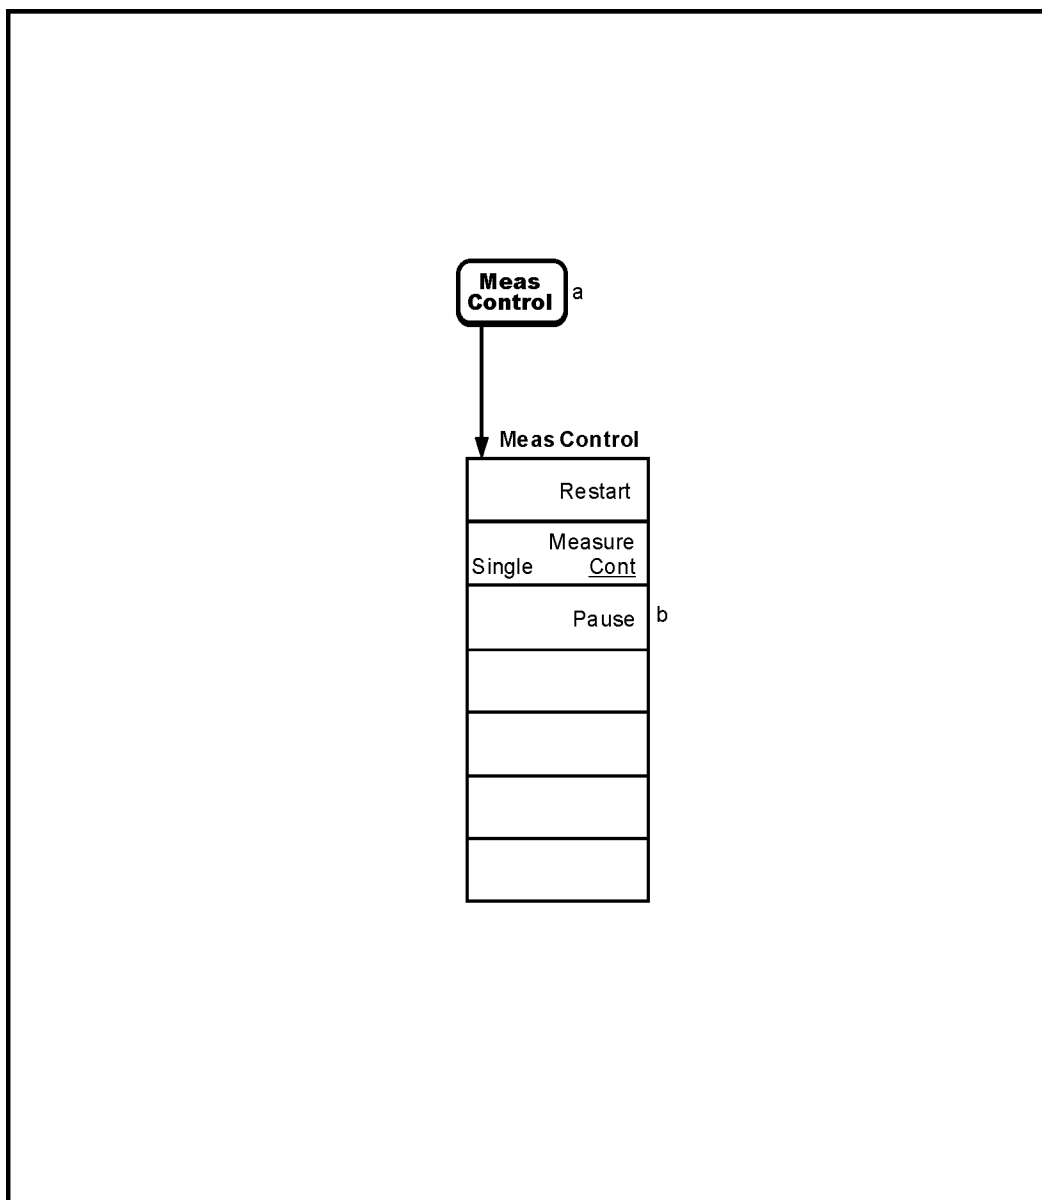 Meas
Control
a
Meas Control
Restart
Measure
Single Cont
Pause
b